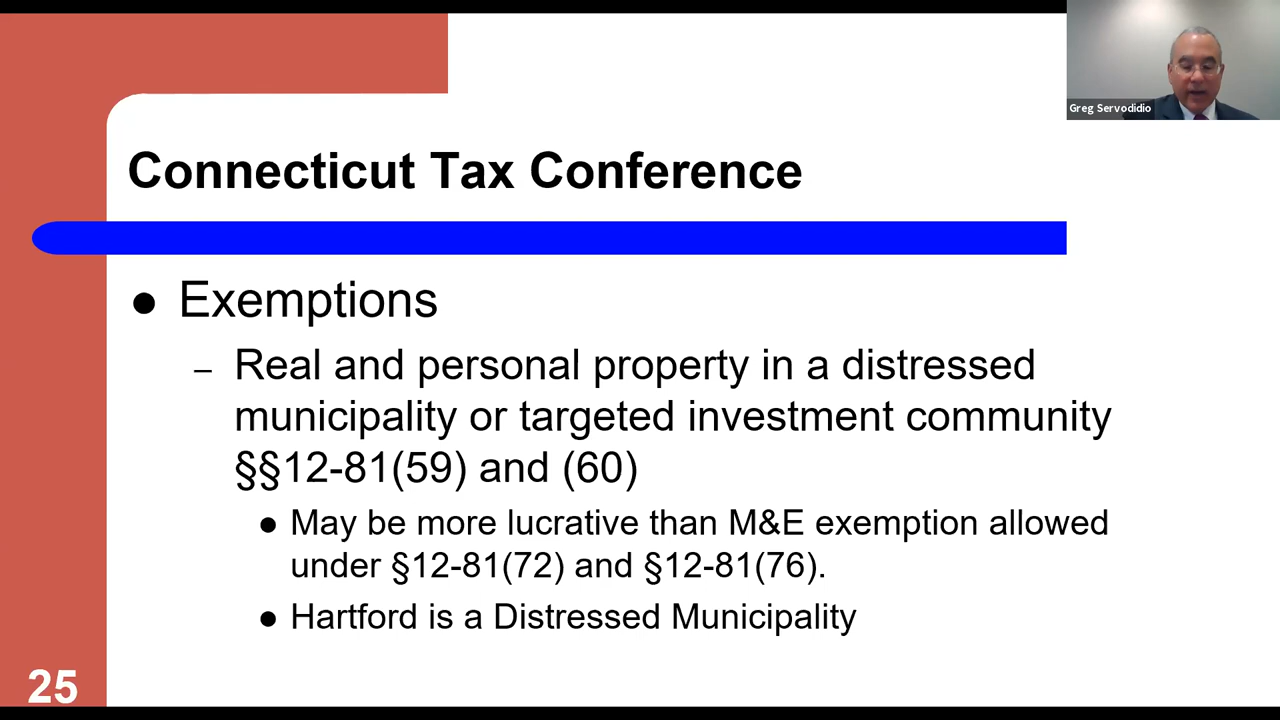 Greg Servodidio
Connecticut Tax Conference
● Exemptions
– Real and personal property in a distressed
municipality or targeted investment community
§§12-81(59) and (60)
● May be more lucrative than M&E exemption allowed
under §12-81(72) and §12-81(76).
● Hartford is a Distressed Municipality
25